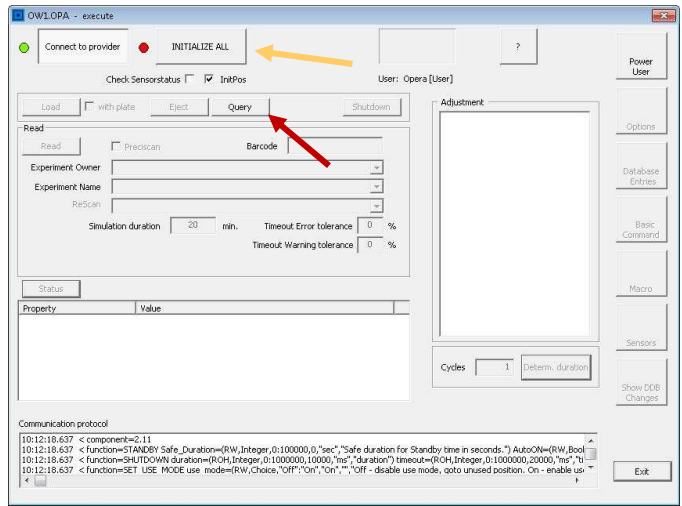 OW1.OPA - execute
Connect to provider
INITIALIZE ALL
?
Power
User
Check Sensorstatus
InitPos
User: Opera [User]
Load
with plate
Eject
Query
Shutdown
Adjustment
Options
Read
Read
Preciscan
Barcode
Experiment Owner
Experiment Name
ReScan
Database
Entries
Simulation duration
20
min.
Timeout Error tolerance
0
%
Timeout Warning tolerance
0
%
Basic
Command
Status
Macro
Property
Value
Sensors
Cycles
1
Determ. duration
Show DDB
Changes
Communication protocol
10:12:18.637 < component=2.11
10:12:18.637 < function=STANDBY Safe_Duration=(RW,Integer,0:100000,0,"sec","Safe duration for Standby time in seconds.") AutoON=(RW,Bool
10:12:18.637 < function=SHUTDOWN duration=(ROH,Integer,0:1000000,10000,"ms","duration") timeout=(ROH,Integer,0:1000000,20000,"ms","ti
10:12:18.637 < function=SET USE MODE use mode=(RW,Choice,"Off":"On","On","","Off - disable use mode, goto unused position. On - enable use
Exit